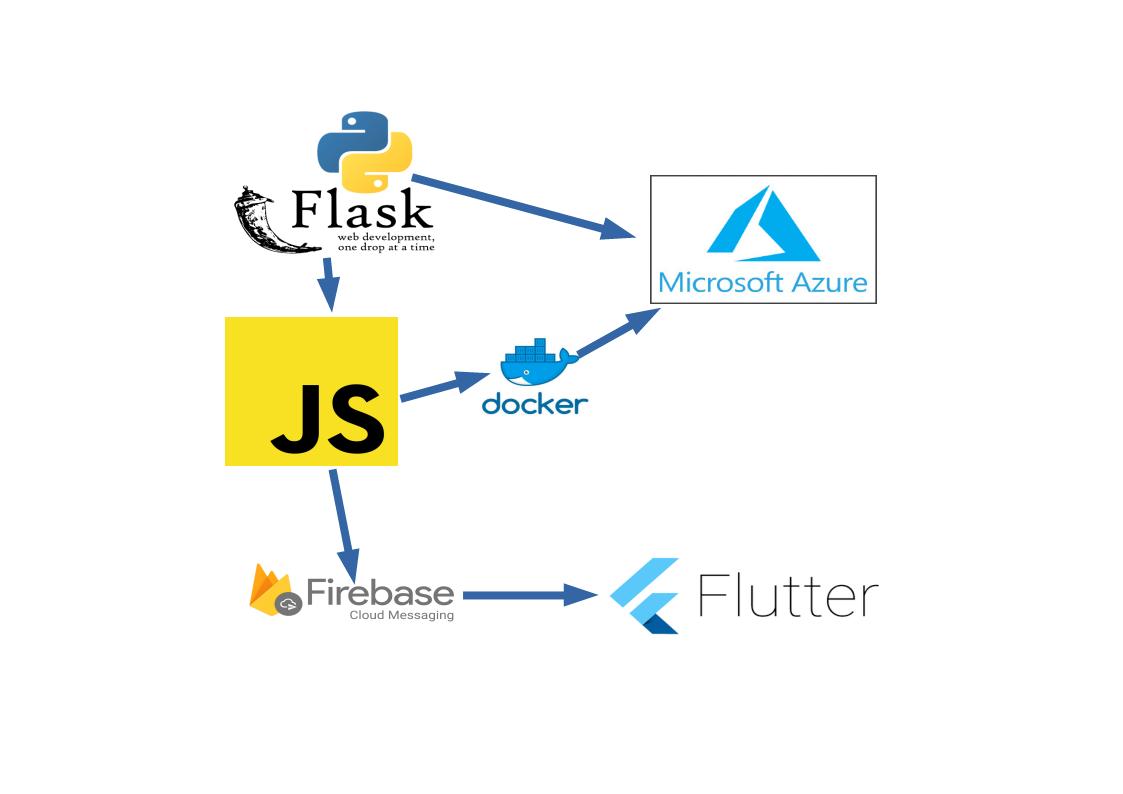 Flask
web development,
one drop at a time
Microsoft Azure
JS
docker
Firebase
Cloud Messaging
Flutter